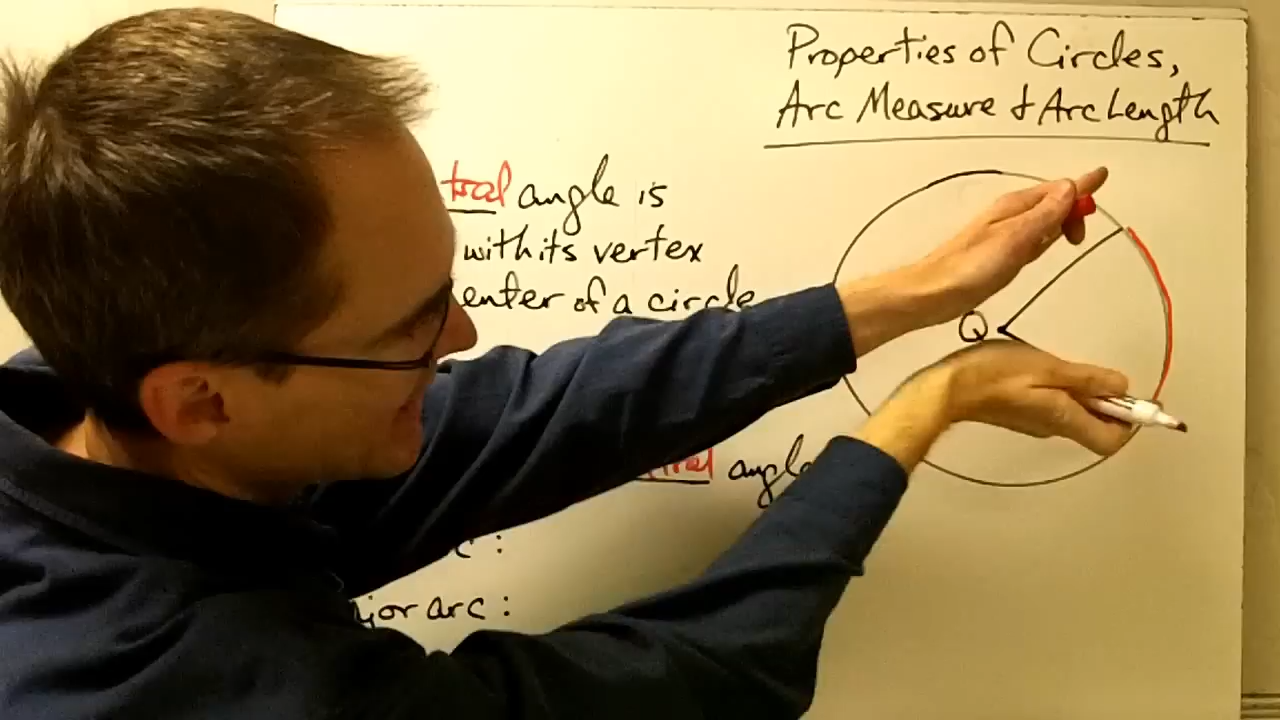 Properties of Circles,
Arc Measure & Arc Length
tral angle is
with its vertex
enter of a circle
Q
tral angle
c :
jor arc :